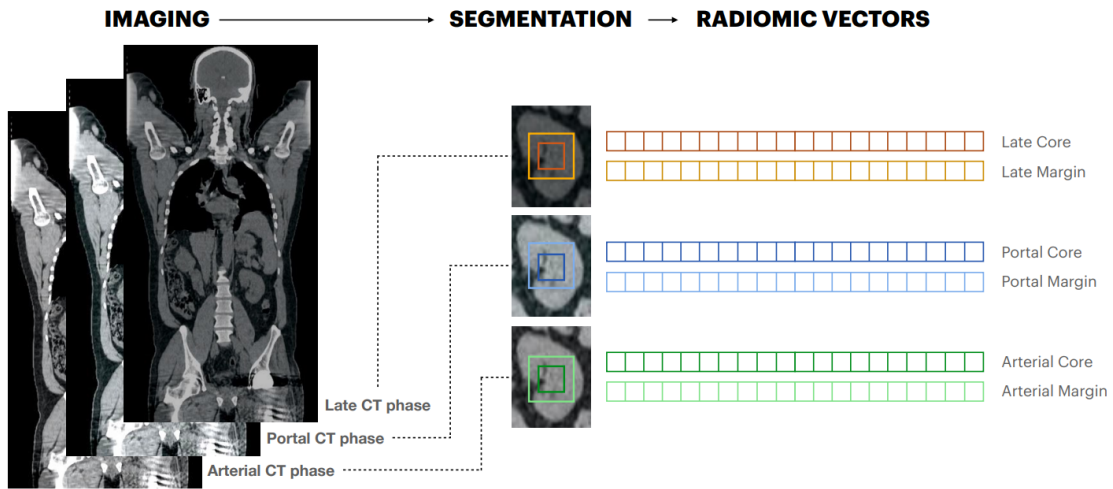 IMAGING
SEGMENTATION
RADIOMIC VECTORS
Late Core
Late Margin
Portal Core
Portal Margin
Arterial Core
Arterial Margin
Late CT phase
Portal CT phase
Arterial CT phase